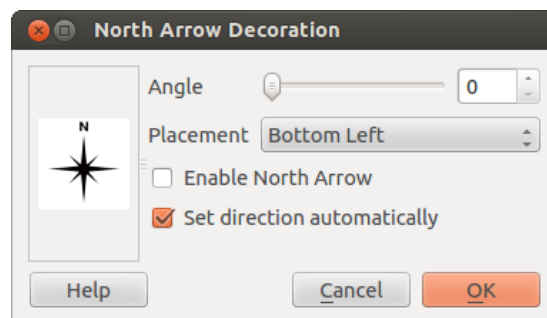 North Arrow Decoration
Angle 0
N
Placement Bottom Left
Enable North Arrow
Set direction automatically
Help Cancel OK